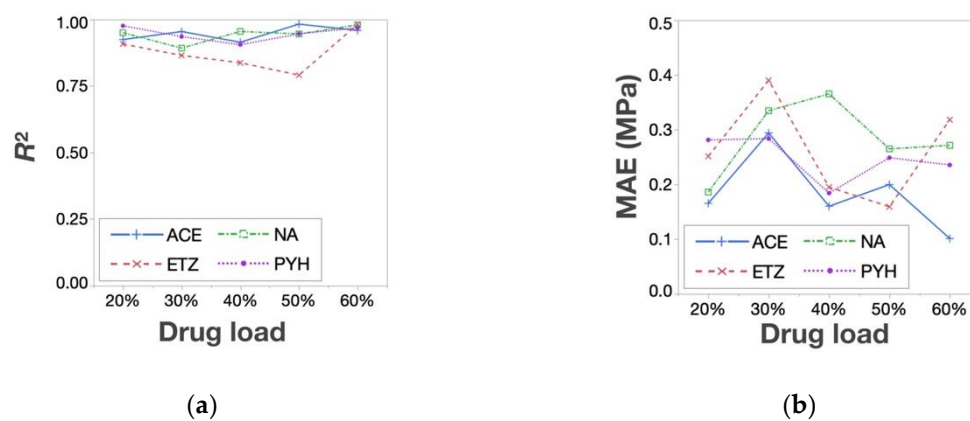 1.00
0.75
0.50
0.25
0.00
R²
ACE
NA
ETZ
PYH
20% 30% 40% 50% 60%
Drug load
(a)
0.5
0.4
0.3
0.2
0.1
0.0
MAE (MPa)
ACE
NA
ETZ
PYH
20% 30% 40% 50% 60%
Drug load
(b)